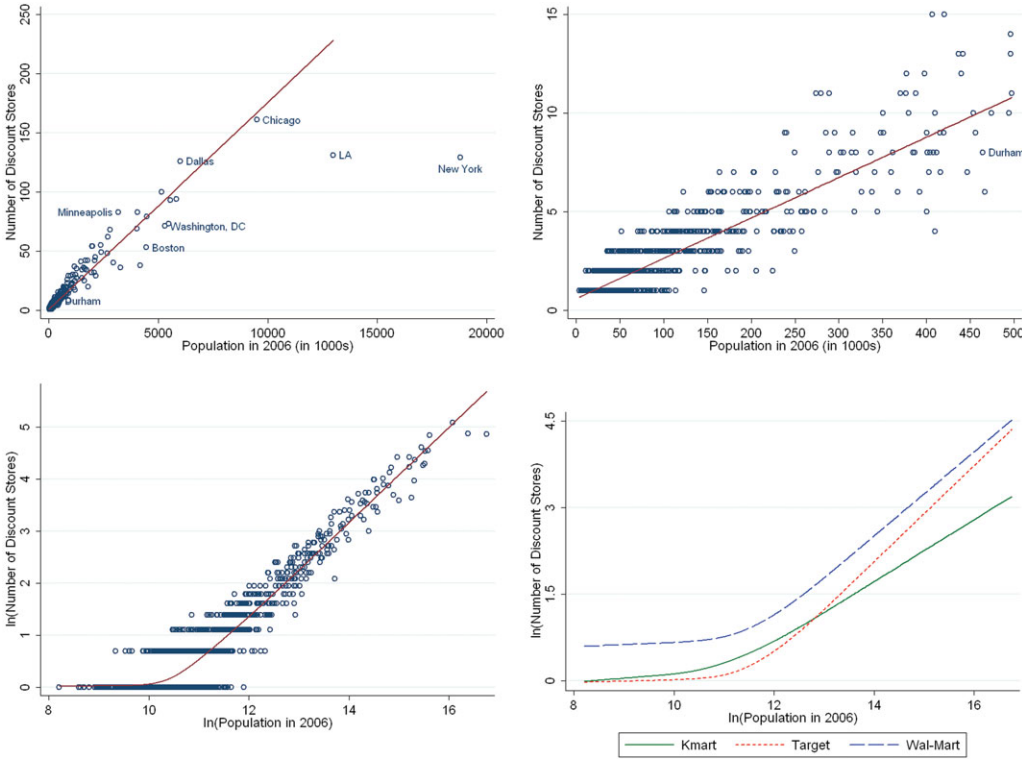 250
200
150
100
50
0
Number of Discount Stores
Chicago
LA
Dallas
New York
Minneapolis
Washington, DC
Boston
Durham
0 5000 10000 15000 20000
Population in 2006 (in 1000s)
15
10
5
0
Number of Discount Stores
Durham
0 50 100 150 200 250 300 350 400 450 500
Population in 2006 (in 1000s)
5
4
3
2
1
0
ln(Number of Discount Stores)
8 10 12 14 16
ln(Population in 2006)
4.5
3
1.5
0
ln(Number of Discount Stores)
8 10 12 14 16
ln(Population in 2006)
Kmart Target Wal-Mart